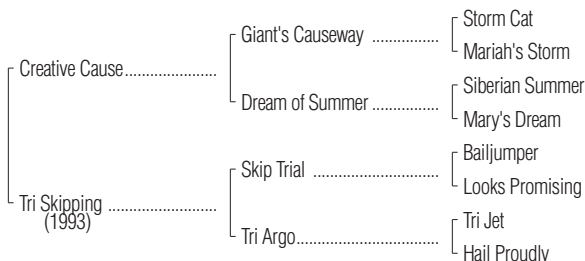 Storm Cat
Giant's Causeway ................
Mariah's Storm
Creative Cause......................
Siberian Summer
Dream of Summer ................
Mary's Dream
Bailjumper
Skip Trial ..............................
Looks Promising
Tri Skipping .........................
(1993)
Tri Jet
Tri Argo..................................
Hail Proudly